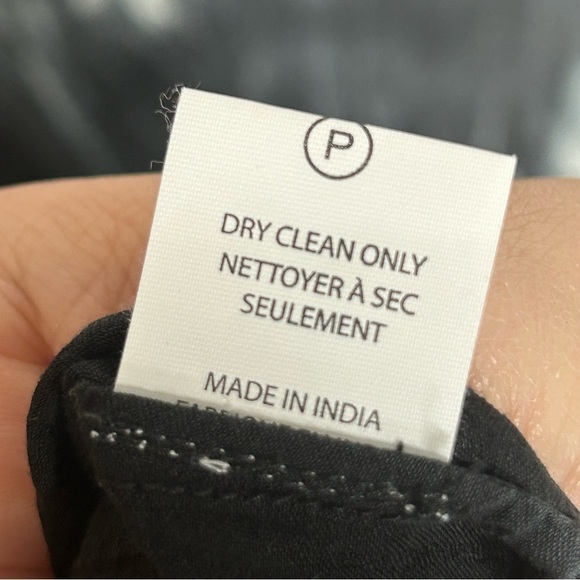 P
DRY CLEAN ONLY
NETTOYER À SEC
SEULEMENT
MADE IN INDIA